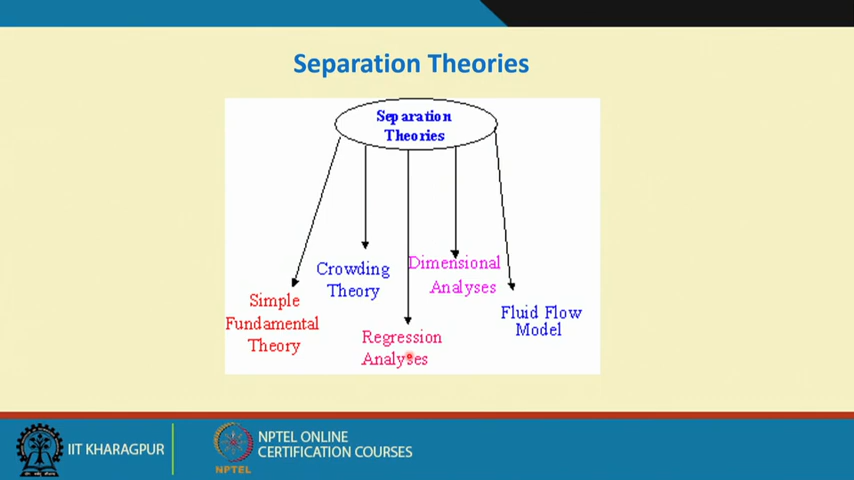 Separation Theories
Separation
Theories
Crowding
Theory
Dimensional
Analyses
Simple
Fundamental
Theory
Regression
Analyses
Fluid Flow
Model
IIT KHARAGPUR
NPTEL
NPTEL ONLINE
CERTIFICATION COURSES